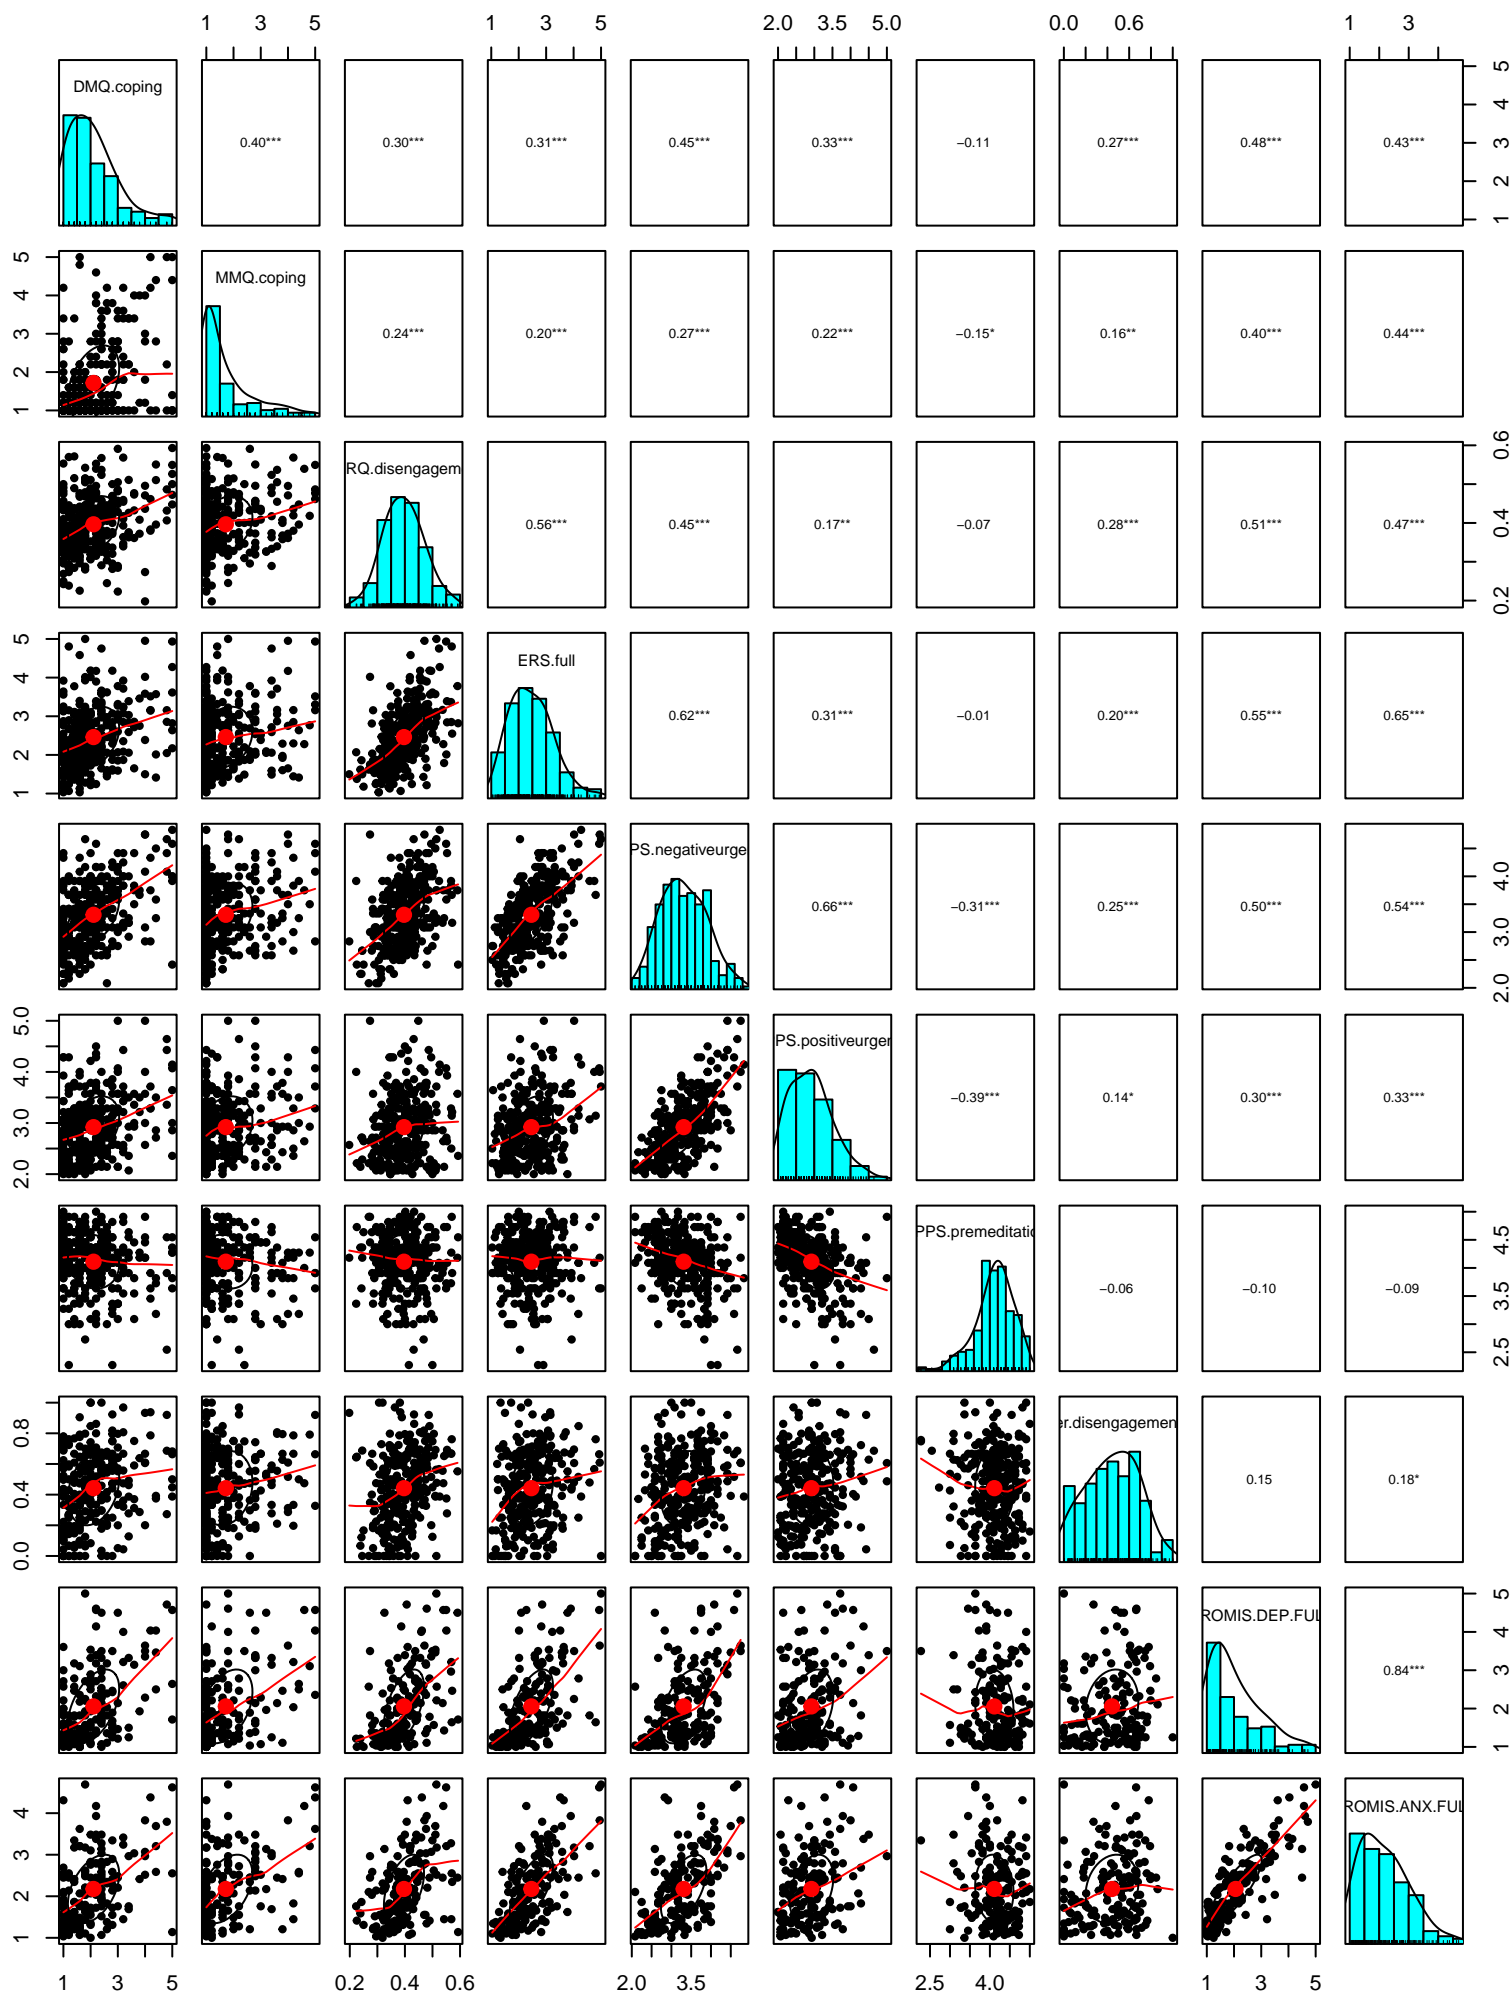 1 3 5 1 3 5 2.0 3.5 5.0 0.0 0.6 1 3
DMQ.coping 0.40*** 0.30*** 0.31*** 0.45*** 0.33*** −0.11 0.27*** 0.48*** 0.43*** 1 2 3 4 5
1 2 3 4 5 MMQ.coping 0.24*** 0.20*** 0.27*** 0.22*** −0.15* 0.16** 0.40*** 0.44***
RQ.disengagem 0.56*** 0.45*** 0.17** −0.07 0.28*** 0.51*** 0.47*** 0.2 0.4 0.6
1 2 3 4 5 ERS.full 0.62*** 0.31*** −0.01 0.20*** 0.55*** 0.65***
PS.negativeurge 0.66*** −0.31*** 0.25*** 0.50*** 0.54*** 2.0 3.0 4.0
2.0 3.0 4.0 5.0 PS.positiveurger −0.39*** 0.14* 0.30*** 0.33***
PPS.premeditatio −0.06 −0.10 −0.09 2.5 3.5 4.5
0.0 0.4 0.8 er.disengagemen 0.15 0.18*
ROMIS.DEP.FUL 0.84*** 1 2 3 4 5
1 2 3 4 ROMIS.ANX.FUL
1 3 5 0.2 0.4 0.6 2.0 3.5 2.5 4.0 1 3 5